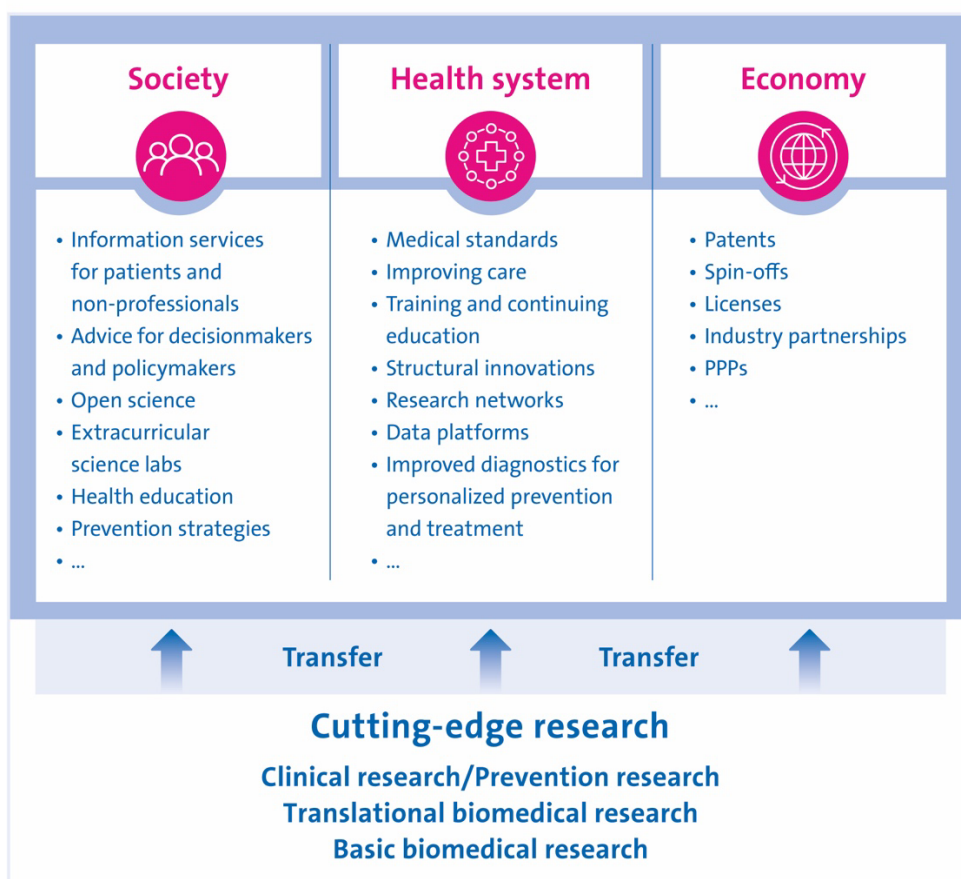 Society
Health system
Economy
• Information services
for patients and
non-professionals
• Advice for decisionmakers
and policymakers
• Open science
• Extracurricular
science labs
• Health education
• Prevention strategies
• ...
• Medical standards
• Improving care
• Training and continuing
education
• Structural innovations
• Research networks
• Data platforms
• Improved diagnostics for
personalized prevention
and treatment
• ...
• Patents
• Spin-offs
• Licenses
• Industry partnerships
• PPPs
• ...
Transfer
Transfer
Cutting-edge research
Clinical research/Prevention research
Translational biomedical research
Basic biomedical research